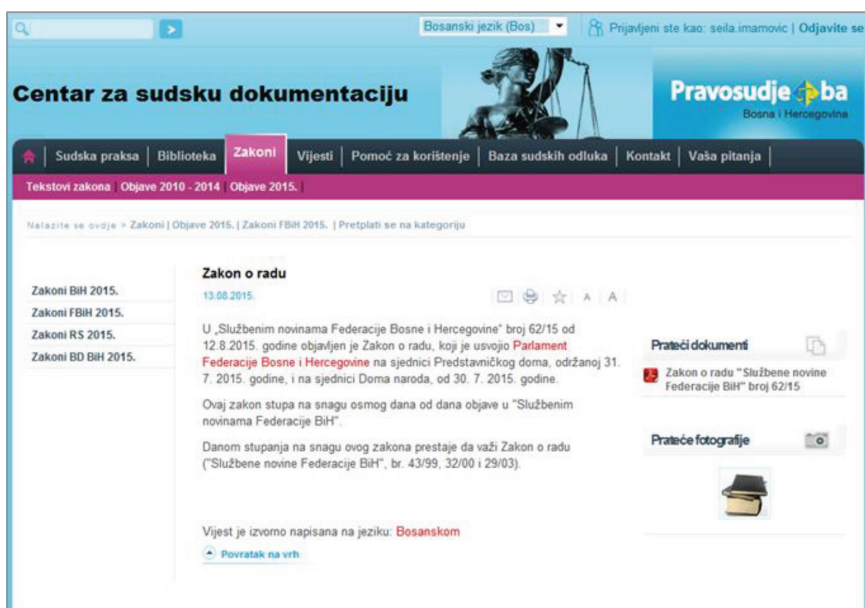 Bosanski jezik (Bos)
Prijavljeni ste kao: seila.imamovic | Odjavite se
Centar za sudsku dokumentaciju
Pravosudje ba
Bosna i Hercegovina
Sudska praksa | Biblioteka | Zakoni | Vijesti | Pomoć za korištenje | Baza sudskih odluka | Kontakt | Vaša pitanja |
Tekstovi zakona | Objave 2010 - 2014 | Objave 2015. |
Nalazite se ovdje > Zakoni | Objave 2015. | Zakoni FBiH 2015. | Pretplati se na kategoriju
Zakoni BiH 2015.
Zakoni FBiH 2015.
Zakoni RS 2015.
Zakoni BD BiH 2015.
Zakon o radu
13.08.2015.
A | A
U „Službenim novinama Federacije Bosne i Hercegovine“ broj 62/15 od
12.8.2015. godine objavljen je Zakon o radu, koji je usvojio Parlament
Federacije Bosne i Hercegovine na sjednici Predstavničkog doma, održanoj 31.
7. 2015. godine, i na sjednici Doma naroda, od 30. 7. 2015. godine.
Ovaj zakon stupa na snagu osmog dana od dana objave u "Službenim
novinama Federacije BiH".
Danom stupanja na snagu ovog zakona prestaje da važi Zakon o radu
("Službene novine Federacije BiH", br. 43/99, 32/00 i 29/03).
Vijest je izvorno napisana na jeziku: Bosanskom
Povratak na vrh
Prateći dokumenti
Zakon o radu "Službene novine
Federacije BiH" broj 62/15
Prateće fotografije